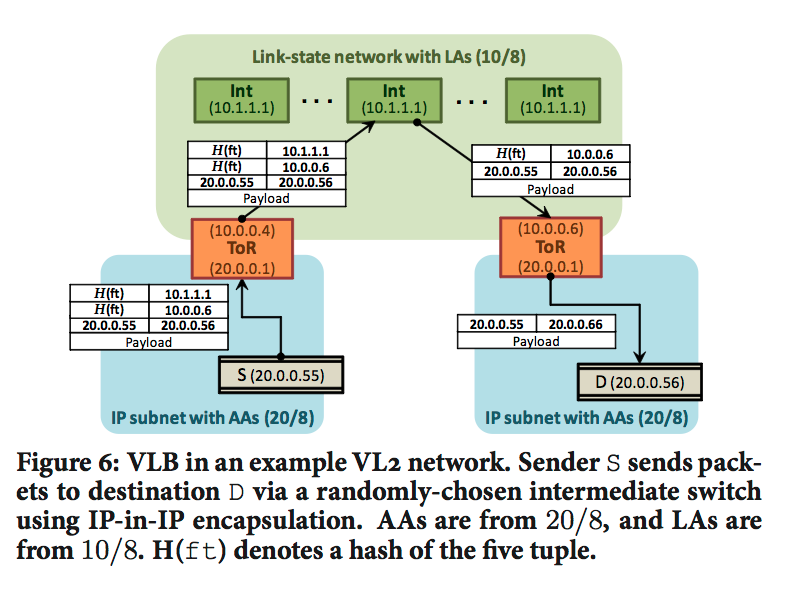 Link-state network with LAs (10/8)
Int
(10.1.1.1)
...
Int
(10.1.1.1)
...
Int
(10.1.1.1)
H(ft) 10.1.1.1
H(ft) 10.0.0.6
20.0.0.55 20.0.0.56
Payload
H(ft) 10.0.0.6
20.0.0.55 20.0.0.56
Payload
(10.0.0.4)
ToR
(20.0.0.1)
(10.0.0.6)
ToR
(20.0.0.1)
H(ft) 10.1.1.1
H(ft) 10.0.0.6
20.0.0.55 20.0.0.56
Payload
20.0.0.55 20.0.0.66
Payload
S (20.0.0.55)
D (20.0.0.56)
IP subnet with AAs (20/8)
IP subnet with AAs (20/8)
Figure 6: VLB in an example VL2 network. Sender S sends pack-
ets to destination D via a randomly-chosen intermediate switch
using IP-in-IP encapsulation. AAs are from 20/8, and LAs are
from 10/8. H(ft) denotes a hash of the five tuple.